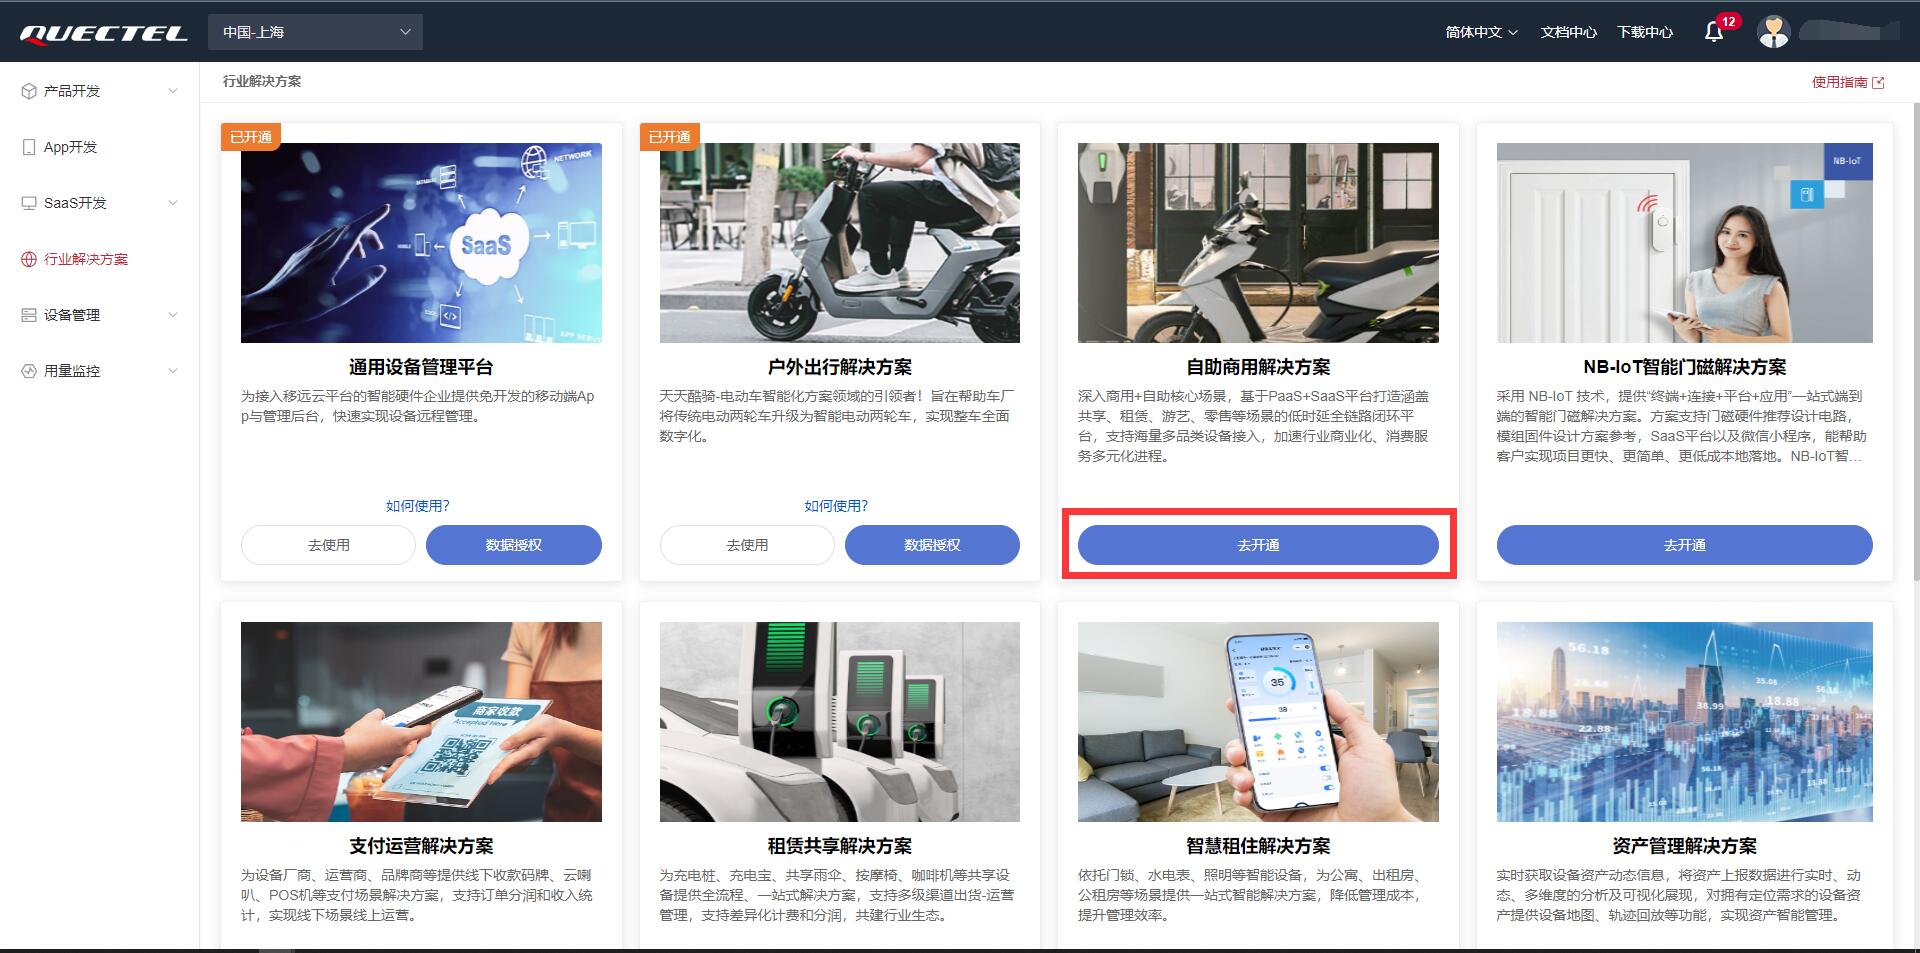 QUECTEL
中国-上海
简体中文
文档中心
下载中心
12
产品开发
App开发
SaaS开发
行业解决方案
设备管理
用量监控
行业解决方案
使用指南
已开通
NETWORK
SaaS
通用设备管理平台
为接入移远云平台的智能硬件企业提供免开发的移动端Ap
p与管理后台，快速实现设备远程管理。
如何使用?
去使用
数据授权
已开通
户外出行解决方案
天天酷骑-电动车智能化方案领域的引领者！旨在帮助车厂
将传统电动两轮车升级为智能电动两轮车，实现整车全面
数字化。
如何使用?
去使用
数据授权
自助商用解决方案
深入商用+自助核心场景，基于PaaS+SaaS平台打造涵盖
共享、租赁、游艺、零售等场景的低时延全链路闭环平
台，支持海量多品类设备接入，加速行业商业化、消费服
务多元化进程。
去开通
NB-IoT
NB-IoT智能门磁解决方案
采用 NB-IoT 技术，提供“终端+连接+平台+应用”一站式端到
端的智能门磁解决方案。方案支持门磁硬件推荐设计电路，
模组固件设计方案参考，SaaS平台以及微信小程序，能帮助
客户实现项目更快、更简单、更低成本地落地。NB-IoT智...
去开通
商家收款
Accepted Here
支付运营解决方案
为设备厂商、运营商、品牌商等提供线下收款码牌、云喇
叭、POS机等支付场景解决方案，支持订单分润和收入统
计，实现线下场景线上运营。
租赁共享解决方案
为充电桩、充电宝、共享雨伞、按摩椅、咖啡机等共享设
备提供全流程、一站式解决方案，支持多级渠道出货-运营
管理，支持差异化计费和分润，共建行业生态。
35
38
智慧租住解决方案
依托门锁、水电表、照明等智能设备，为公寓、出租房、
公租房等场景提供一站式智能解决方案，降低管理成本，
提升管理效率。
56.18
35.08
18.88
38.99
18.88
22.88
56.18
资产管理解决方案
实时获取设备资产动态信息，将资产上报数据进行实时、动
态、多维度的分析及可视化展现，对拥有定位需求的设备资
产提供设备地图、轨迹回放等功能，实现资产智能管理。